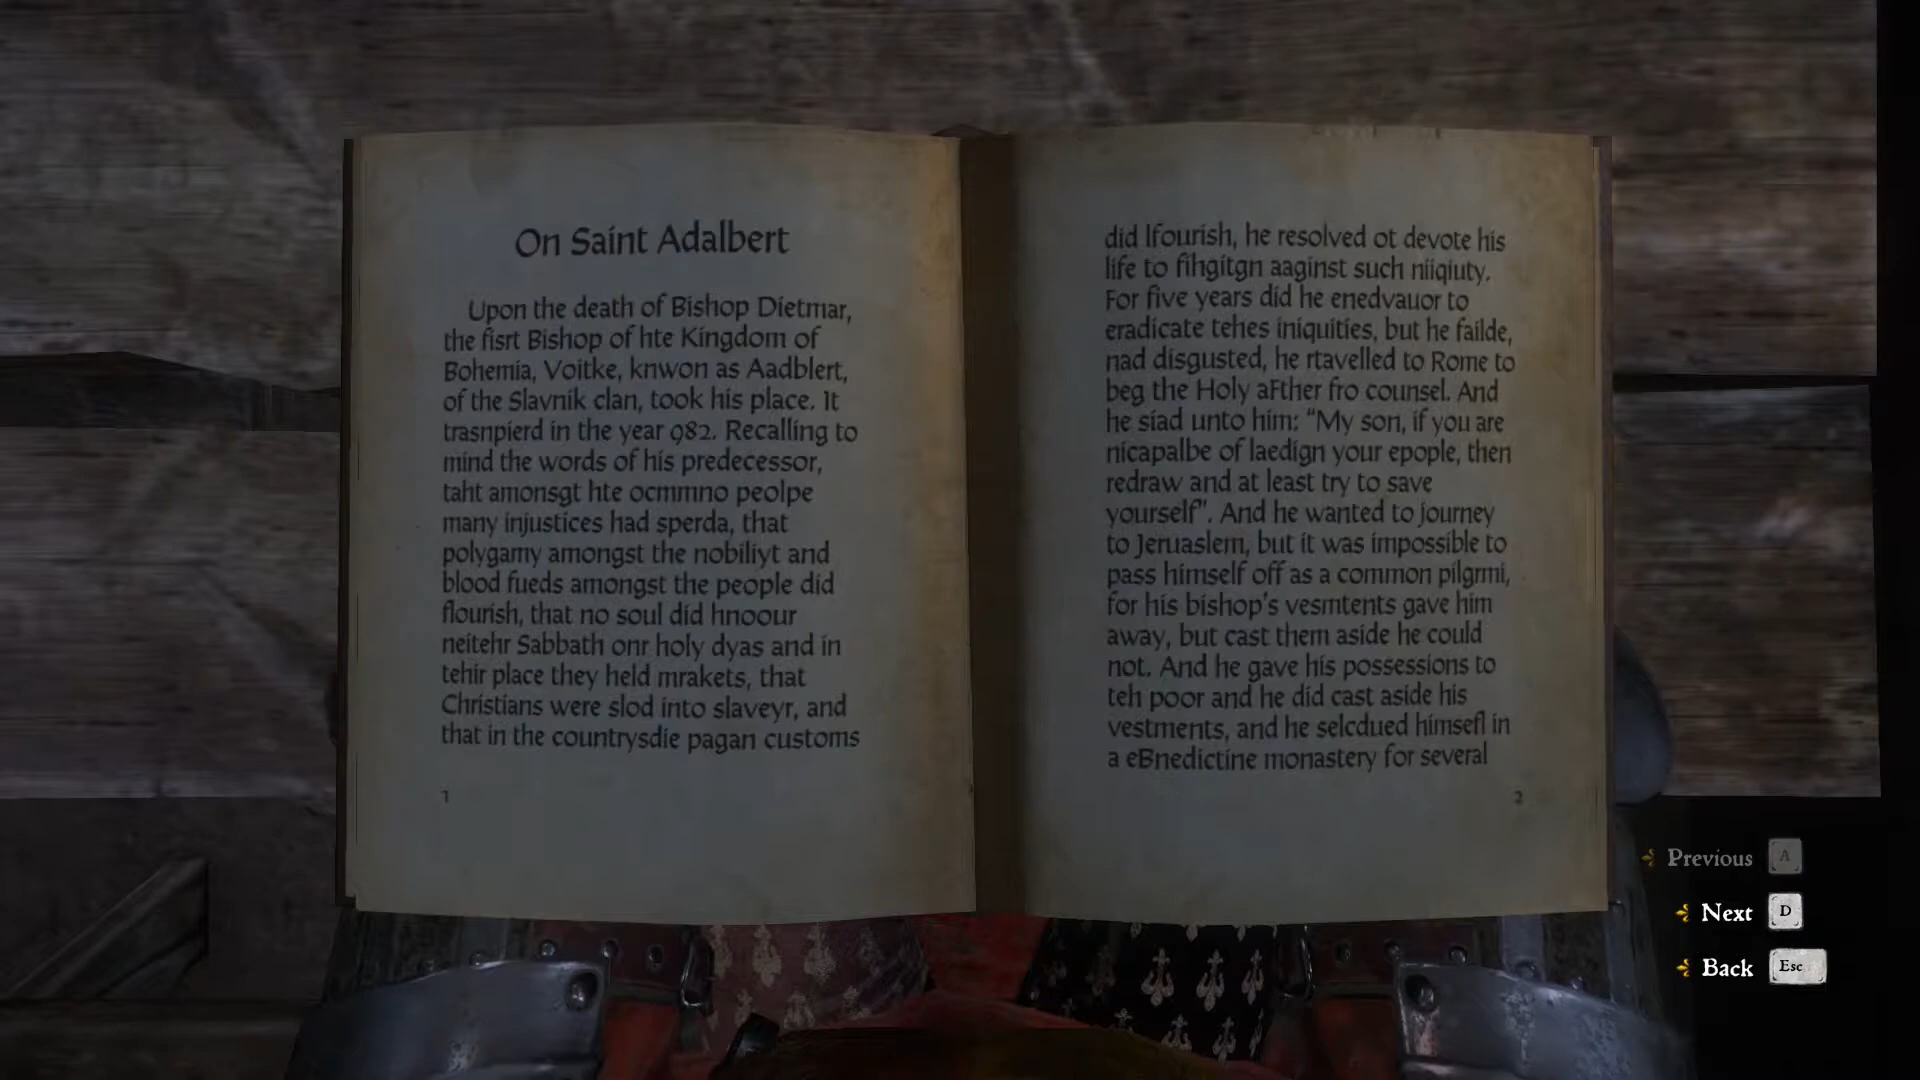 On Saint Adalbert
Upon the death of Bishop Dietmar,
the fisrt Bishop of hte Kingdom of
Bohemia, Voitke, knwon as Aadblert,
of the Slavnik clan, took his place. It
trasnpierd in the year 982. Recalling to
mind the words of his predecessor,
taht amonsgt hte ocmmno peolpe
many injustices had sperda, that
polygamy amongst the nobiliyt and
blood fueds amongst the people did
flourish, that no soul did hnoour
neitehr Sabbath onr holy dyas and in
tehir place they held mrakets, that
Christians were slod into slaveyr, and
that in the countrysdie pagan customs
1
did lfourish, he resolved ot devote his
life to fihgitgn aaginst such niiqiuty.
For five years did he enedvauor to
eradicate tehes iniquities, but he failde,
nad disgusted, he rtavelled to Rome to
beg the Holy aFther fro counsel. And
he siad unto him: “My son, if you are
nicapalbe of laedign your epople, then
redraw and at least try to save
yourself”. And he wanted to journey
to Jeruaslem, but it was impossible to
pass himself off as a common pilgrmi,
for his bishop's vesmtents gave him
away, but cast them aside he could
not. And he gave his possessions to
teh poor and he did cast aside his
vestments, and he selcdued himsefl in
a eBnedictine monastery for several
2
Previous A
Next D
Back Esc